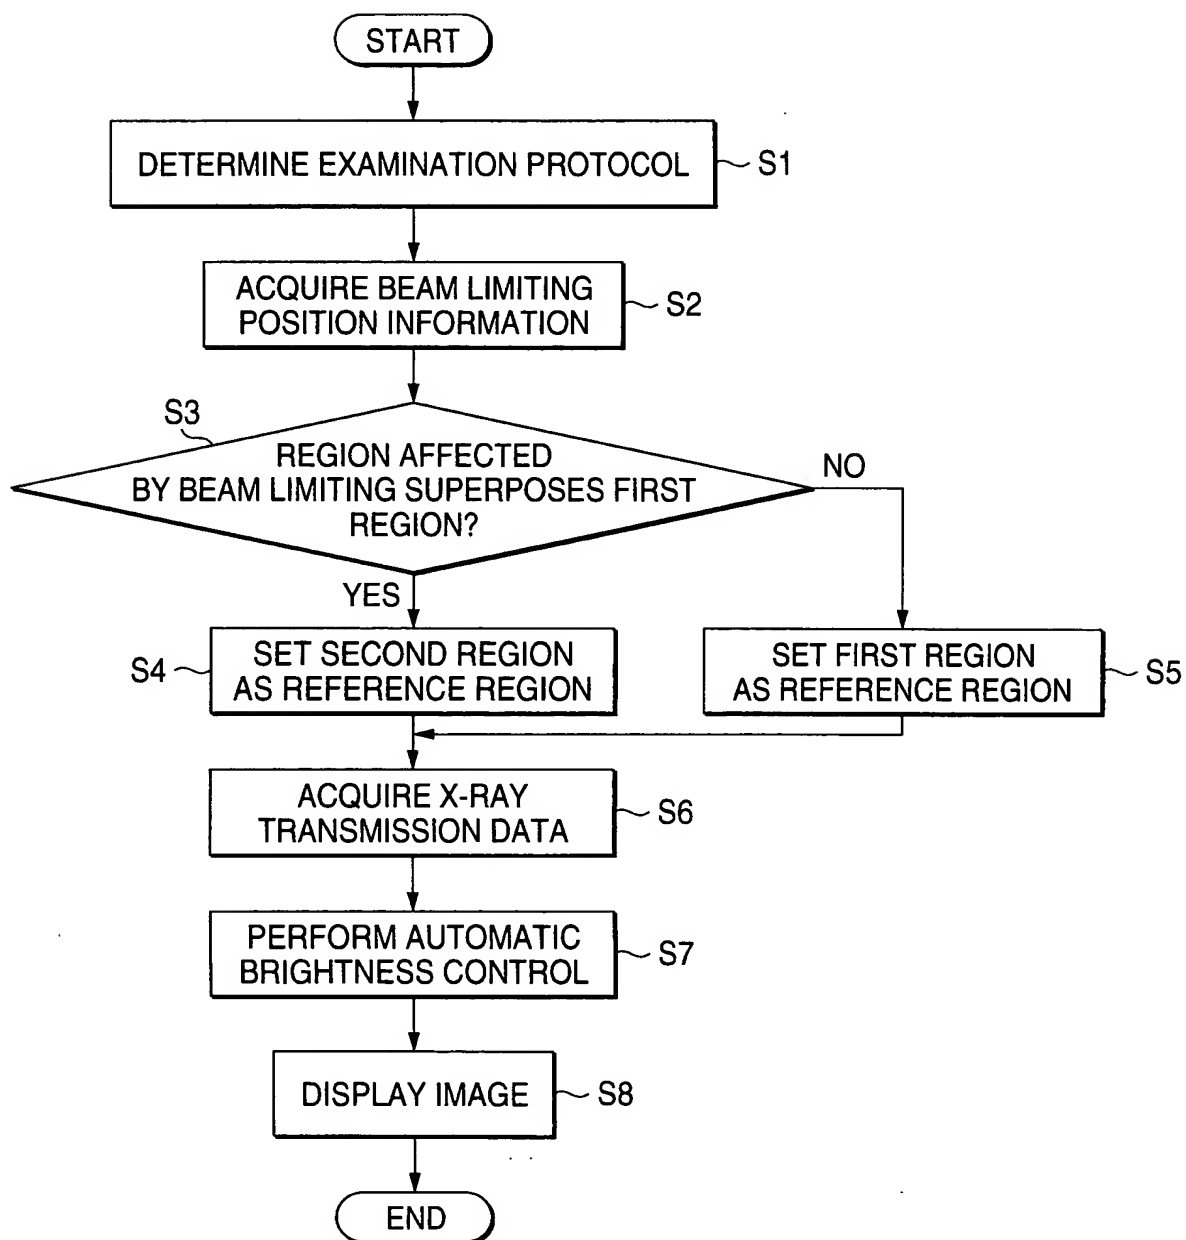 START
DETERMINE EXAMINATION PROTOCOL
S1
ACQUIRE BEAM LIMITING
POSITION INFORMATION
S2
S3
REGION AFFECTED
BY BEAM LIMITING SUPERPOSES FIRST
REGION?
NO
YES
S4
SET SECOND REGION
AS REFERENCE REGION
SET FIRST REGION
AS REFERENCE REGION
S5
ACQUIRE X-RAY
TRANSMISSION DATA
S6
PERFORM AUTOMATIC
BRIGHTNESS CONTROL
S7
DISPLAY IMAGE
S8
END